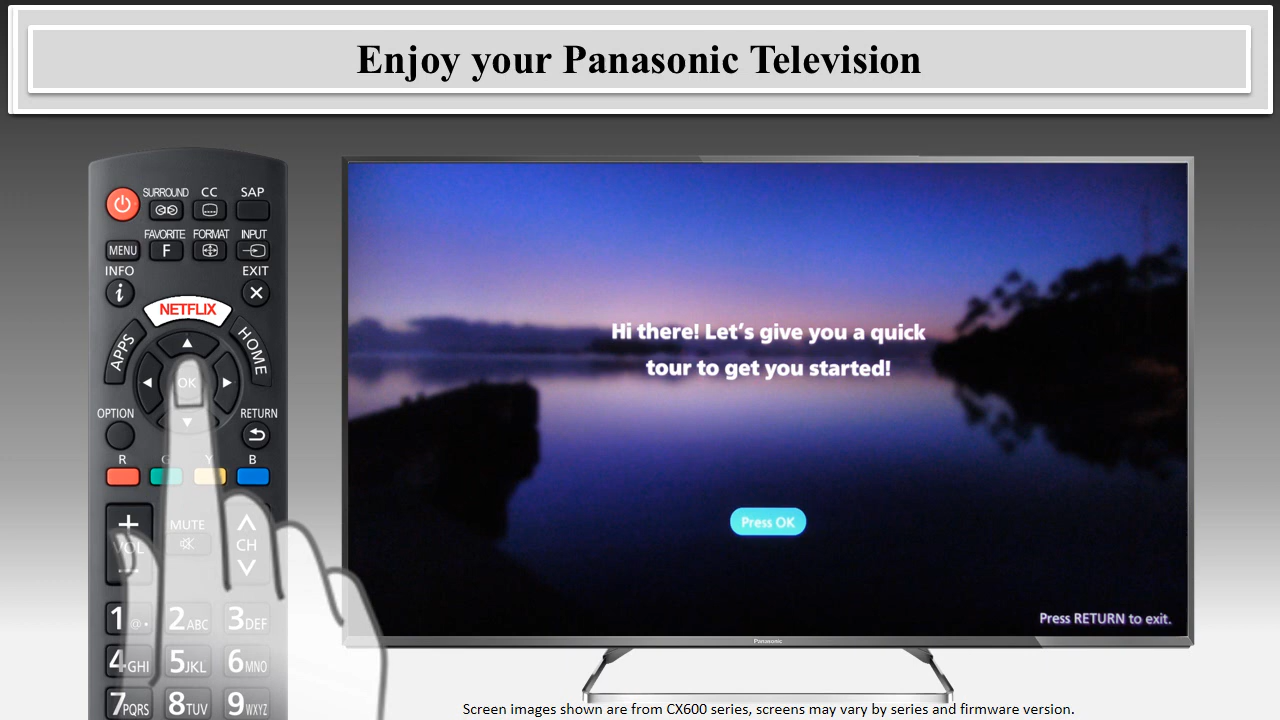 Enjoy your Panasonic Television
SURROUND CC SAP
FAVORITE FORMAT INPUT
MENU F
INFO EXIT
i
NETFLIX
APPS HOME
OK
OPTION RETURN
R G Y B
+ MUTE
VOL CH
1@. 2ABC 3DEF
4GHI 5JKL 6MNO
7PQRS 8TUV 9WXYZ
Hi there! Let's give you a quick
tour to get you started!
Press OK
Press RETURN to exit.
Panasonic
Screen images shown are from CX600 series, screens may vary by series and firmware version.